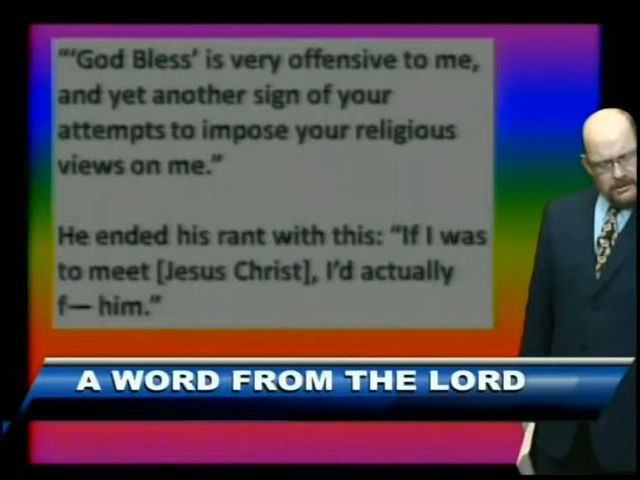 “‘God Bless’ is very offensive to me,
and yet another sign of your
attempts to impose your religious
views on me.”
He ended his rant with this: “If I was
to meet [Jesus Christ], I’d actually
f— him.”
A WORD FROM THE LORD